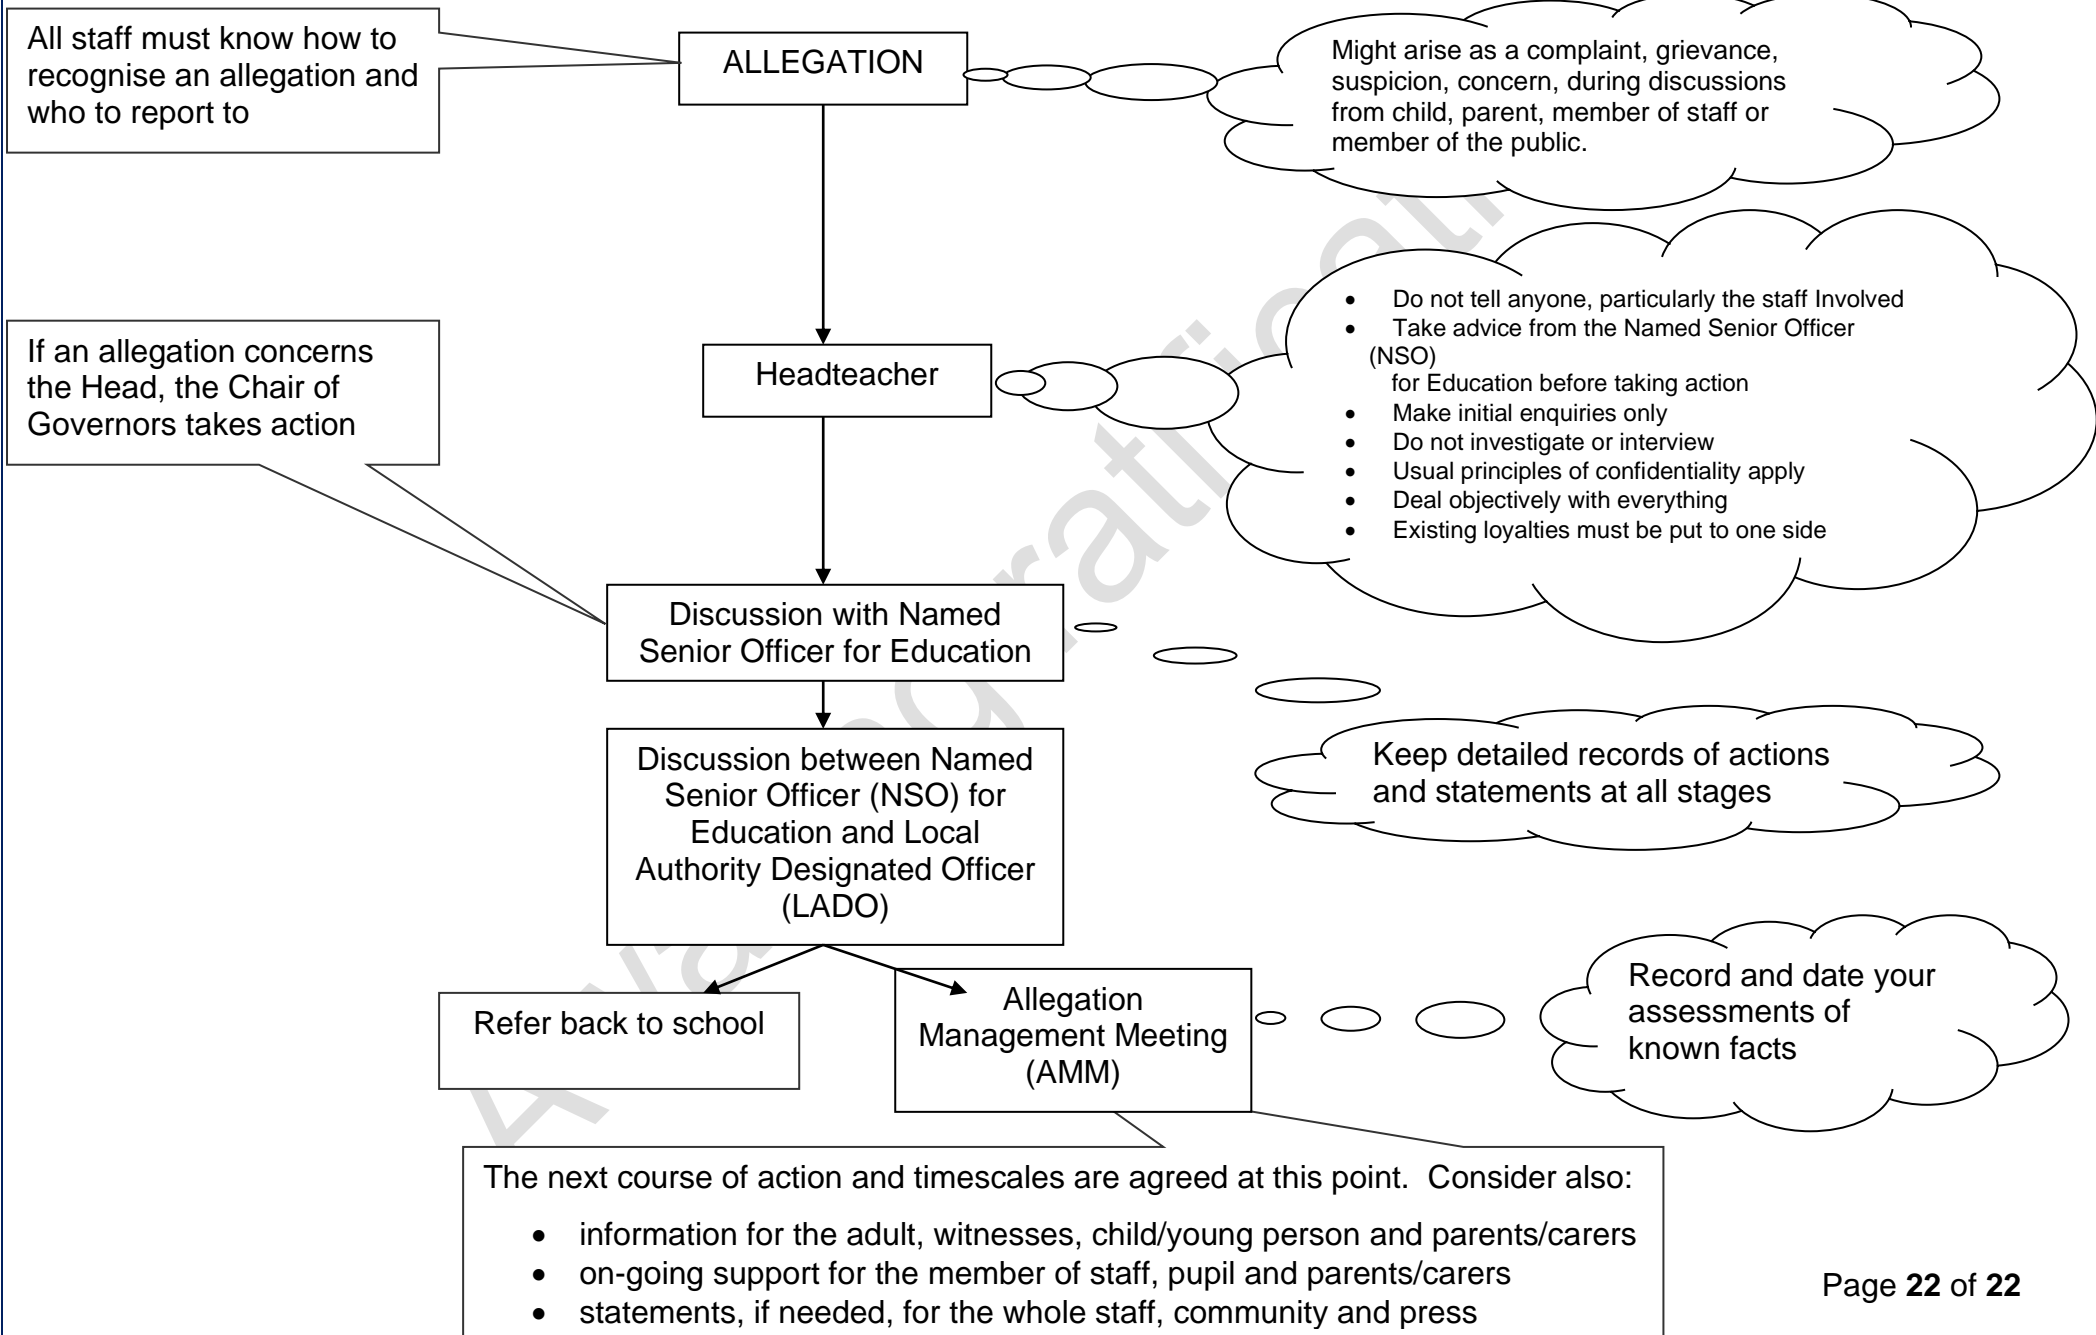 All staff must know how to
recognise an allegation and
who to report to
ALLEGATION
Might arise as a complaint, grievance,
suspicion, concern, during discussions
from child, parent, member of staff or
member of the public.
If an allegation concerns
the Head, the Chair of
Governors takes action
Headteacher
• Do not tell anyone, particularly the staff Involved
• Take advice from the Named Senior Officer
(NSO)
for Education before taking action
• Make initial enquiries only
• Do not investigate or interview
• Usual principles of confidentiality apply
• Deal objectively with everything
• Existing loyalties must be put to one side
Discussion with Named
Senior Officer for Education
Keep detailed records of actions
and statements at all stages
Discussion between Named
Senior Officer (NSO) for
Education and Local
Authority Designated Officer
(LADO)
Refer back to school
Allegation
Management Meeting
(AMM)
Record and date your
assessments of
known facts
The next course of action and timescales are agreed at this point.  Consider also:
• information for the adult, witnesses, child/young person and parents/carers
• on-going support for the member of staff, pupil and parents/carers
• statements, if needed, for the whole staff, community and press
Page 22 of 22